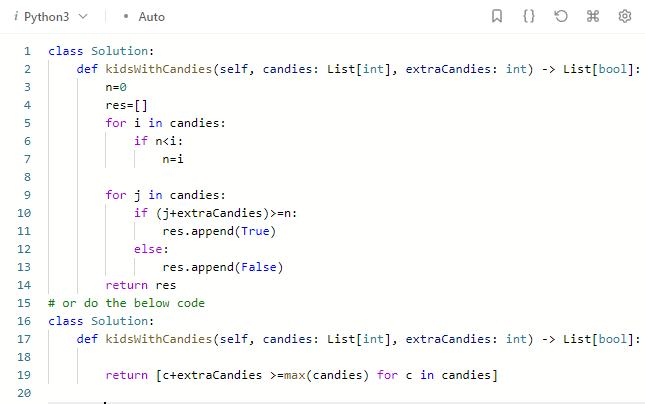 i Python3 • Auto {}
1 class Solution:
2     def kidsWithCandies(self, candies: List[int], extraCandies: int) -> List[bool]:
3         n=0
4         res=[]
5         for i in candies:
6             if n<i:
7                 n=i
8
9         for j in candies:
10             if (j+extraCandies)>=n:
11                 res.append(True)
12             else:
13                 res.append(False)
14         return res
15 # or do the below code
16 class Solution:
17     def kidsWithCandies(self, candies: List[int], extraCandies: int) -> List[bool]:
18
19         return [c+extraCandies >=max(candies) for c in candies]
20